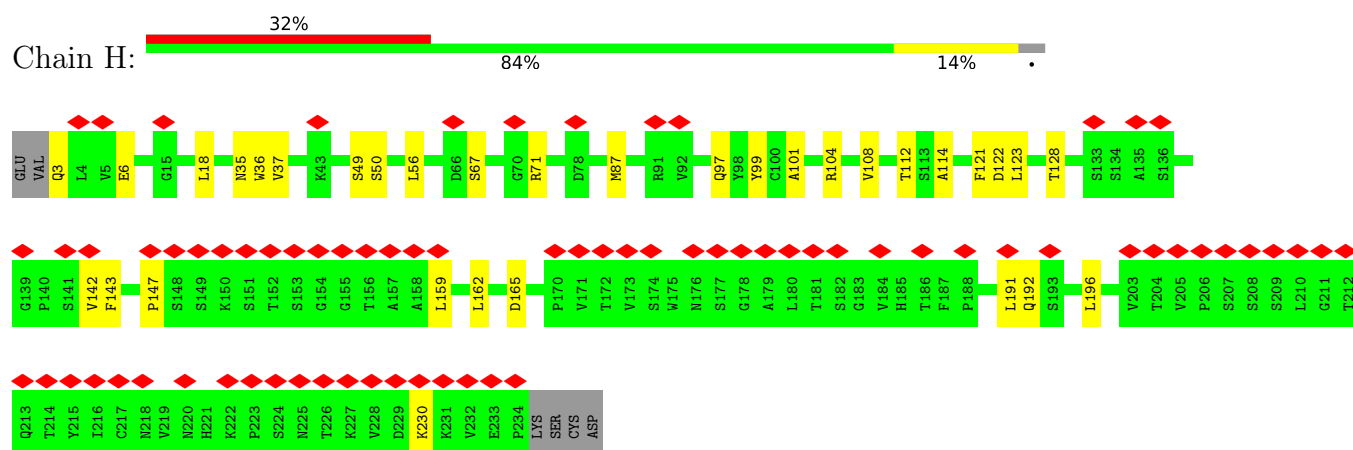 32%
Chain H:
84% 14% •
GLU VAL Q3 L4 V5 E6 G15 L18 N35 W36 V37 K43 S49 S50 L56 D66 S67 G70 R71 D78 M87 R91 V92 Q97 Y98 Y99 C100 A101 R104 V108 T112 S113 A114 F121 D122 L123 T128 S133 S134 A135 S136
G139 P140 S141 V142 F143 P147 S148 S149 K150 S151 T152 S153 G154 G155 T156 A157 A158 L159 L162 D165 P170 V171 T172 V173 S174 W175 N176 S177 G178 A179 L180 T181 S182 G183 V184 H185 T186 F187 P188 L191 Q192 S193 L196 V203 T204 V205 P206 S207 S208 S209 L210 G211 T212
Q213 T214 Y215 I216 C217 N218 V219 N220 H221 K222 P223 S224 N225 T226 K227 V228 D229 K230 K231 V232 E233 P234 LYS SER CYS ASP